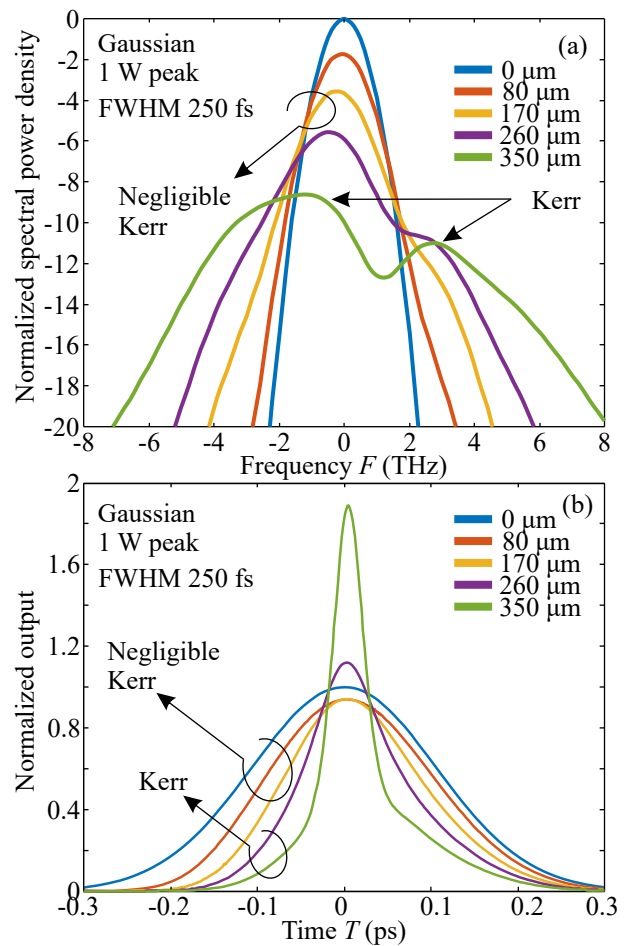 Gaussian
1 W peak
FWHM 250 fs
(a)
0 μm
80 μm
170 μm
260 μm
350 μm
Negligible
Kerr
Kerr
Normalized spectral power density
-0
-2
-4
-6
-8
-10
-12
-14
-16
-18
-20
-8 -6 -4 -2 0 2 4 6 8
Frequency F (THz)
Gaussian
1 W peak
FWHM 250 fs
(b)
0 μm
80 μm
170 μm
260 μm
350 μm
Negligible
Kerr
Kerr
Normalized output
2
1.6
1.2
0.8
0.4
0
-0.3 -0.2 -0.1 0 0.1 0.2 0.3
Time T (ps)